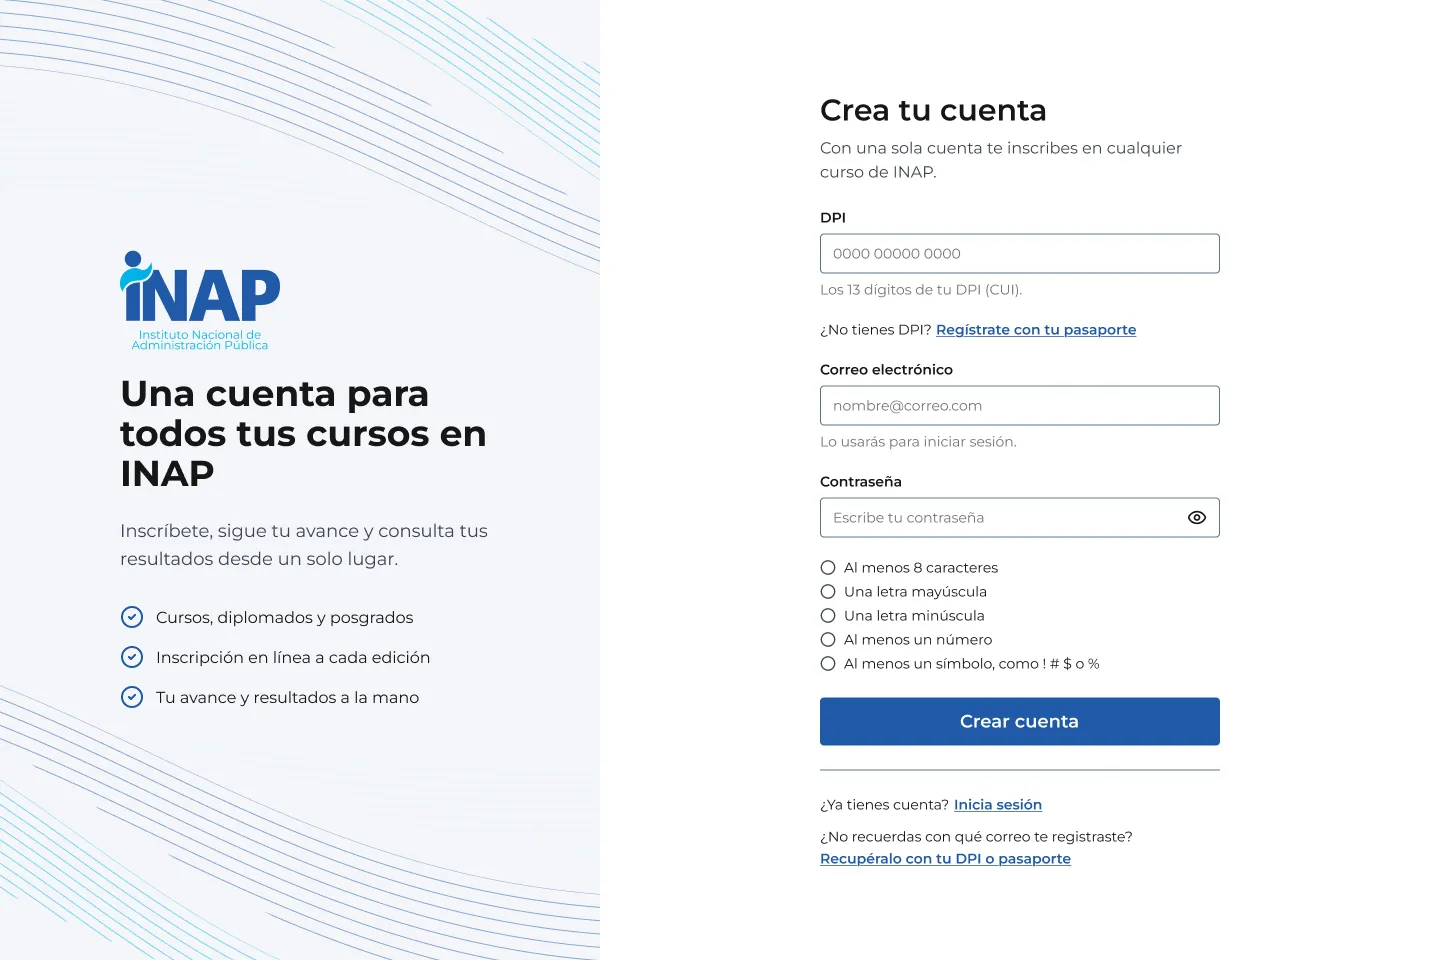 iNAP
Instituto Nacional de
Administración Pública
Una cuenta para
todos tus cursos en
INAP
Inscríbete, sigue tu avance y consulta tus
resultados desde un solo lugar.
Cursos, diplomados y posgrados
Inscripción en línea a cada edición
Tu avance y resultados a la mano
Crea tu cuenta
Con una sola cuenta te inscribes en cualquier
curso de INAP.
DPI
0000 00000 0000
Los 13 dígitos de tu DPI (CUI).
¿No tienes DPI? Regístrate con tu pasaporte
Correo electrónico
nombre@correo.com
Lo usarás para iniciar sesión.
Contraseña
Escribe tu contraseña
Al menos 8 caracteres
Una letra mayúscula
Una letra minúscula
Al menos un número
Al menos un símbolo, como ! # $ o %
Crear cuenta
¿Ya tienes cuenta? Inicia sesión
¿No recuerdas con qué correo te registraste?
Recupéralo con tu DPI o pasaporte